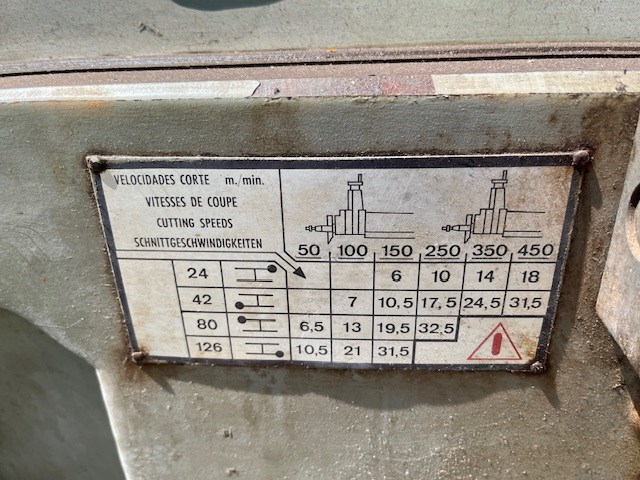 VELOCIDADES CORTE m./min.
VITESSES DE COUPE
CUTTING SPEEDS
SCHNITTGESCHWINDIGKEITEN
50 100 150 250 350 450
24 6 10 14 18
42 7 10,5 17,5 24,5 31,5
80 6,5 13 19,5 32,5
126 10,5 21 31,5